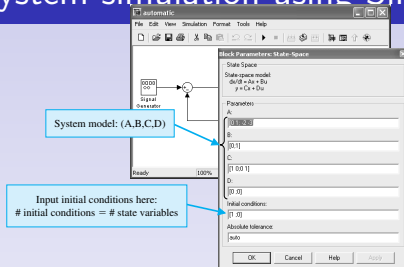 automatic
File Edit View Simulation Format Tools Help
Block Parameters: State-Space
State Space
State-space model:
dx/dt = Ax + Bu
y = Cx + Du
Parameters
A:
B:
[0;1]
C:
[1 0;0 1]
D:
[0 ;0]
Initial conditions:
[1 ;0]
Absolute tolerance:
auto
OK Cancel Help Apply
Signal
Generator
System model: (A,B,C,D)
Ready 100%
Input initial conditions here:
# initial conditions = # state variables